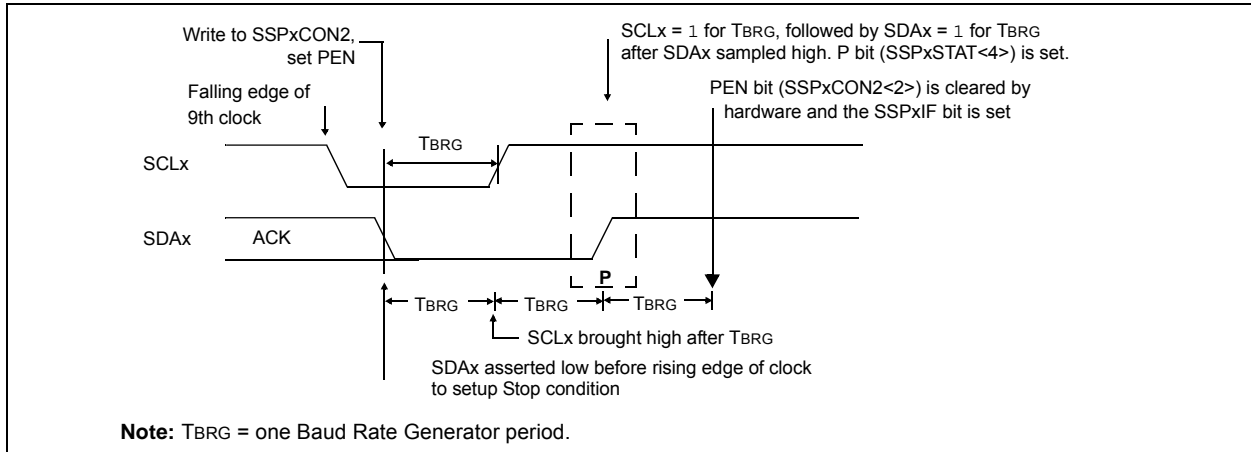 Write to SSPxCON2,
set PEN
SCLx = 1 for TBRG, followed by SDAx = 1 for TBRG
after SDAx sampled high. P bit (SSPxSTAT<4>) is set.
Falling edge of
9th clock
PEN bit (SSPxCON2<2>) is cleared by
hardware and the SSPxIF bit is set
TBRG
SCLx
SDAx
ACK
P
TBRG
TBRG
TBRG
SCLx brought high after TBRG
SDAx asserted low before rising edge of clock
to setup Stop condition
Note: TBRG = one Baud Rate Generator period.